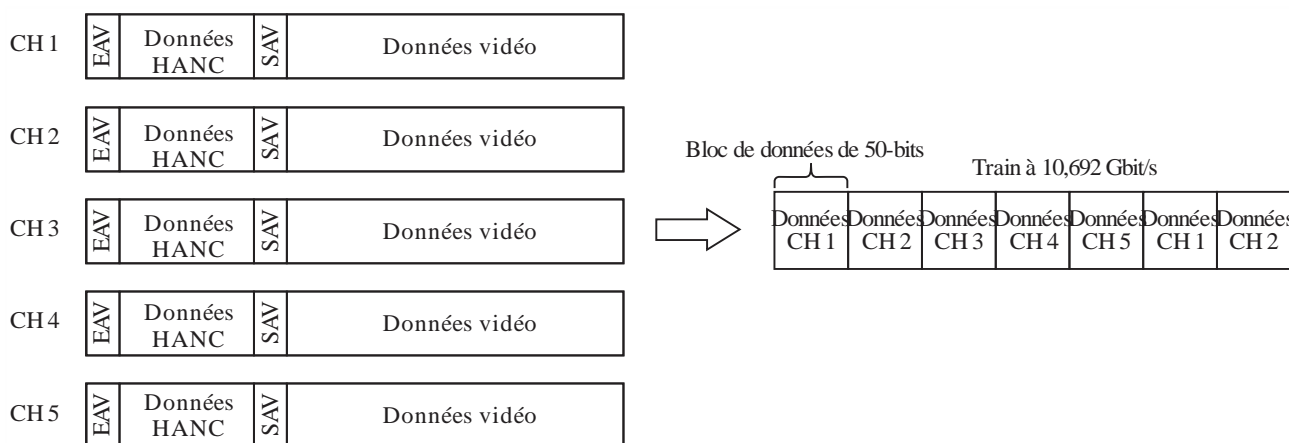 CH 1
EAV
Données
HANC
SAV
Données vidéo
CH 2
EAV
Données
HANC
SAV
Données vidéo
CH 3
EAV
Données
HANC
SAV
Données vidéo
CH 4
EAV
Données
HANC
SAV
Données vidéo
CH 5
EAV
Données
HANC
SAV
Données vidéo
Bloc de données de 50-bits
Train à 10,692 Gbit/s
Données Données Données Données Données Données Données
CH 1 CH 2 CH 3 CH 4 CH 5 CH 1 CH 2